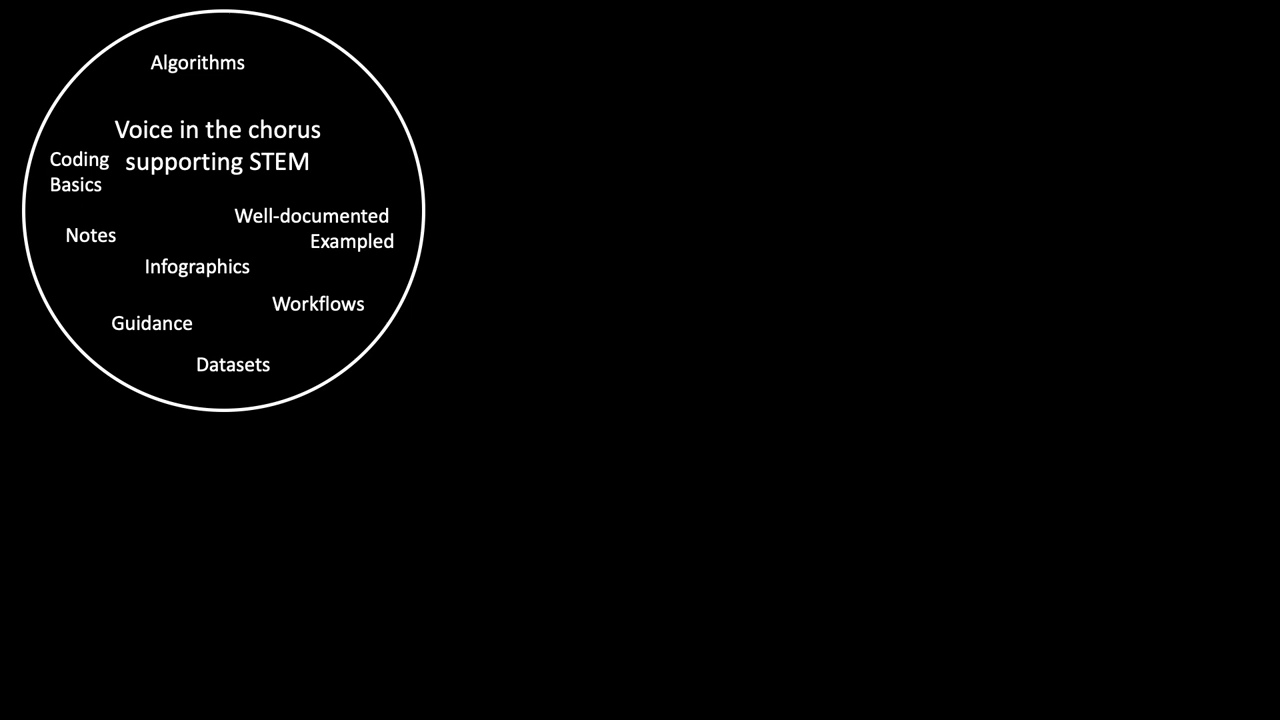 Algorithms
Voice in the chorus
supporting STEM
Coding
Basics
Well-documented
Exampled
Notes
Infographics
Workflows
Guidance
Datasets